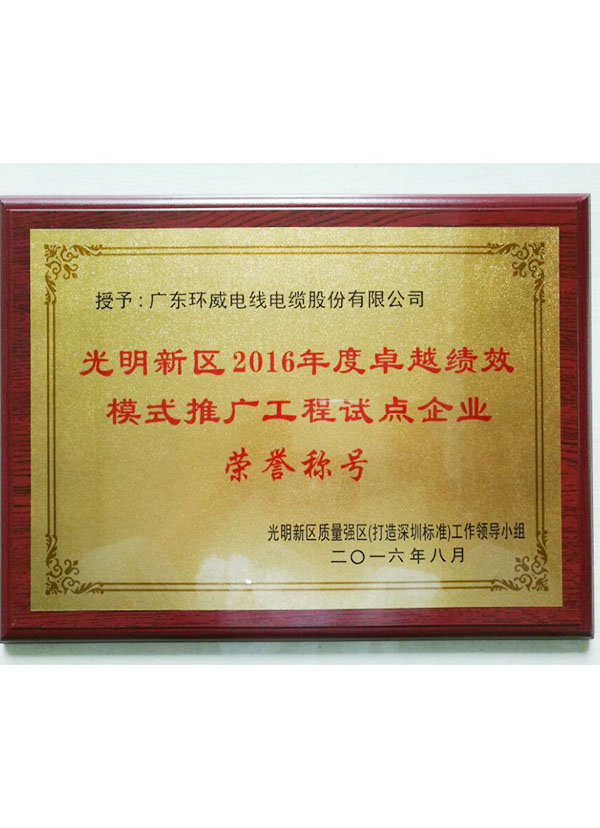 授予：广东环威电线电缆股份有限公司
光明新区2016年度卓越绩效
模式推广工程试点企业
荣誉称号
光明新区质量强区(打造深圳标准)工作领导小组
二〇一六年八月